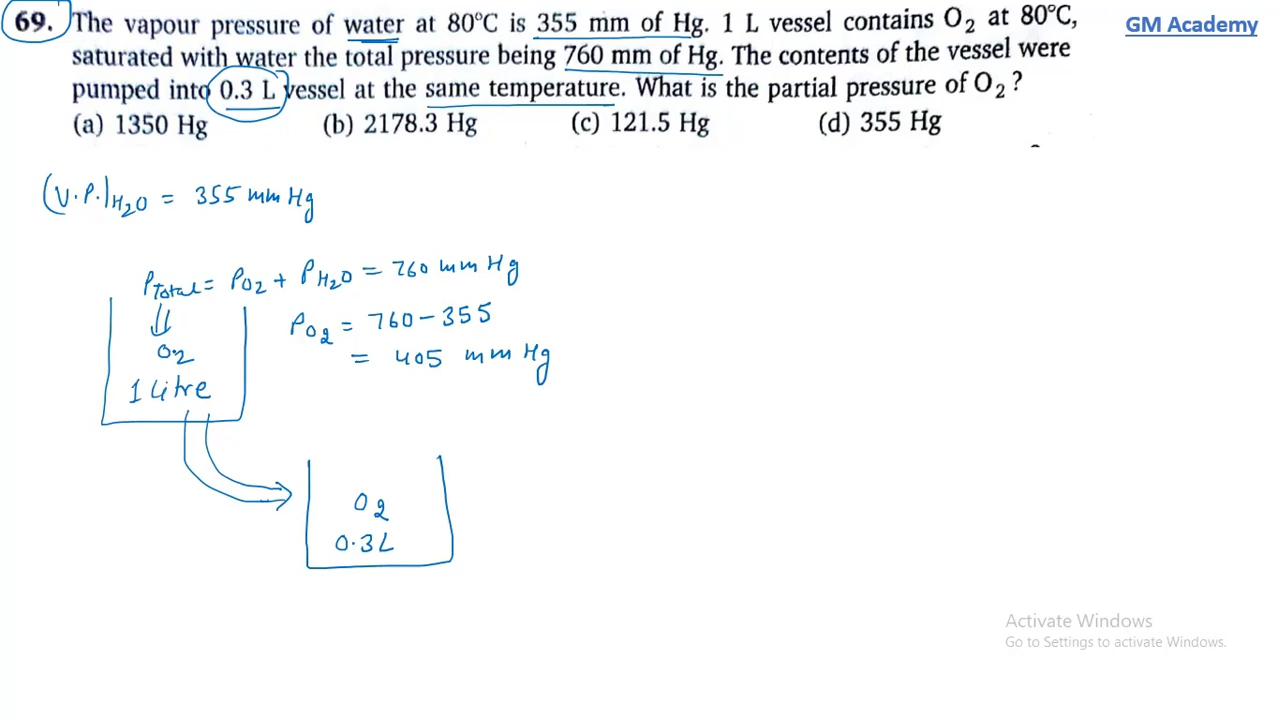 69. The vapour pressure of water at 80°C is 355 mm of Hg. 1 L vessel contains O₂ at 80°C,
GM Academy
saturated with water the total pressure being 760 mm of Hg. The contents of the vessel were
pumped into 0.3 L vessel at the same temperature. What is the partial pressure of O₂ ?
(a) 1350 Hg (b) 2178.3 Hg (c) 121.5 Hg (d) 355 Hg
(V.P.)H₂O = 355 mm Hg
PTotal = PO₂ + PH₂O = 760 mm Hg
PO₂ = 760 - 355
O₂
= 405 mm Hg
1 Litre
O₂
0.3L
Activate Windows
Go to Settings to activate Windows.